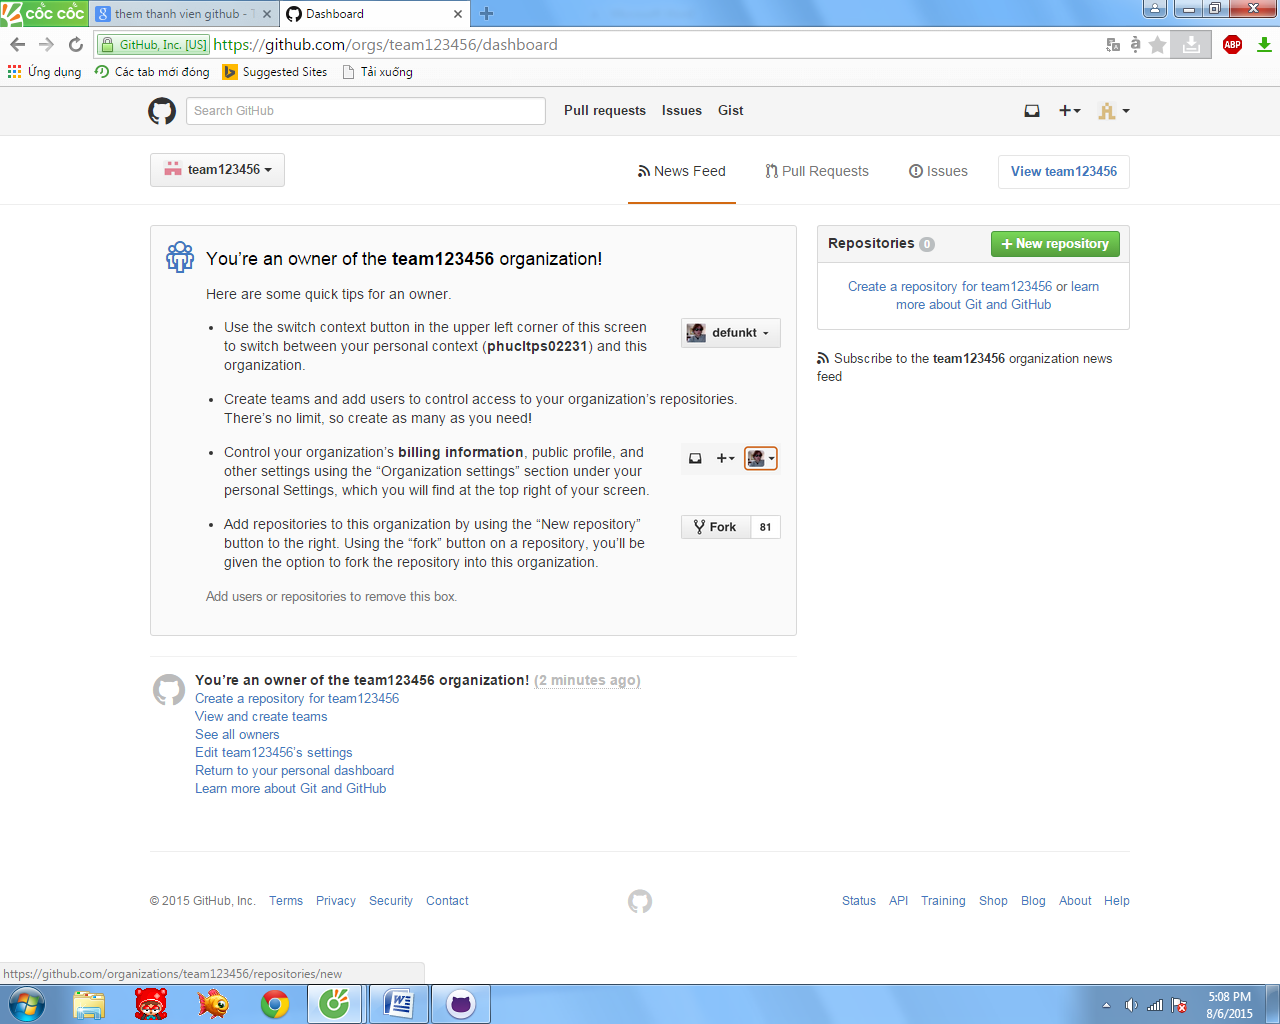 cốc cốc
them thanh vien github - T
Dashboard
GitHub, Inc. [US]
https://github.com/orgs/team123456/dashboard
ABP
Ứng dụng
Các tab mới đóng
Suggested Sites
Tải xuống
Search GitHub
Pull requests
Issues
Gist
team123456
News Feed
Pull Requests
Issues
View team123456
You’re an owner of the team123456 organization!
Here are some quick tips for an owner.
Use the switch context button in the upper left corner of this screen
to switch between your personal context (phucltps02231) and this
organization.
defunkt
Create teams and add users to control access to your organization’s repositories.
There’s no limit, so create as many as you need!
Control your organization’s billing information, public profile, and
other settings using the “Organization settings” section under your
personal Settings, which you will find at the top right of your screen.
Add repositories to this organization by using the “New repository”
button to the right. Using the “fork” button on a repository, you’ll be
given the option to fork the repository into this organization.
Fork 81
Add users or repositories to remove this box.
Repositories 0
New repository
Create a repository for team123456 or learn
more about Git and GitHub
Subscribe to the team123456 organization news
feed
You’re an owner of the team123456 organization! (2 minutes ago)
Create a repository for team123456
View and create teams
See all owners
Edit team123456’s settings
Return to your personal dashboard
Learn more about Git and GitHub
© 2015 GitHub, Inc.
Terms
Privacy
Security
Contact
Status
API
Training
Shop
Blog
About
Help
https://github.com/organizations/team123456/repositories/new
5:08 PM
8/6/2015